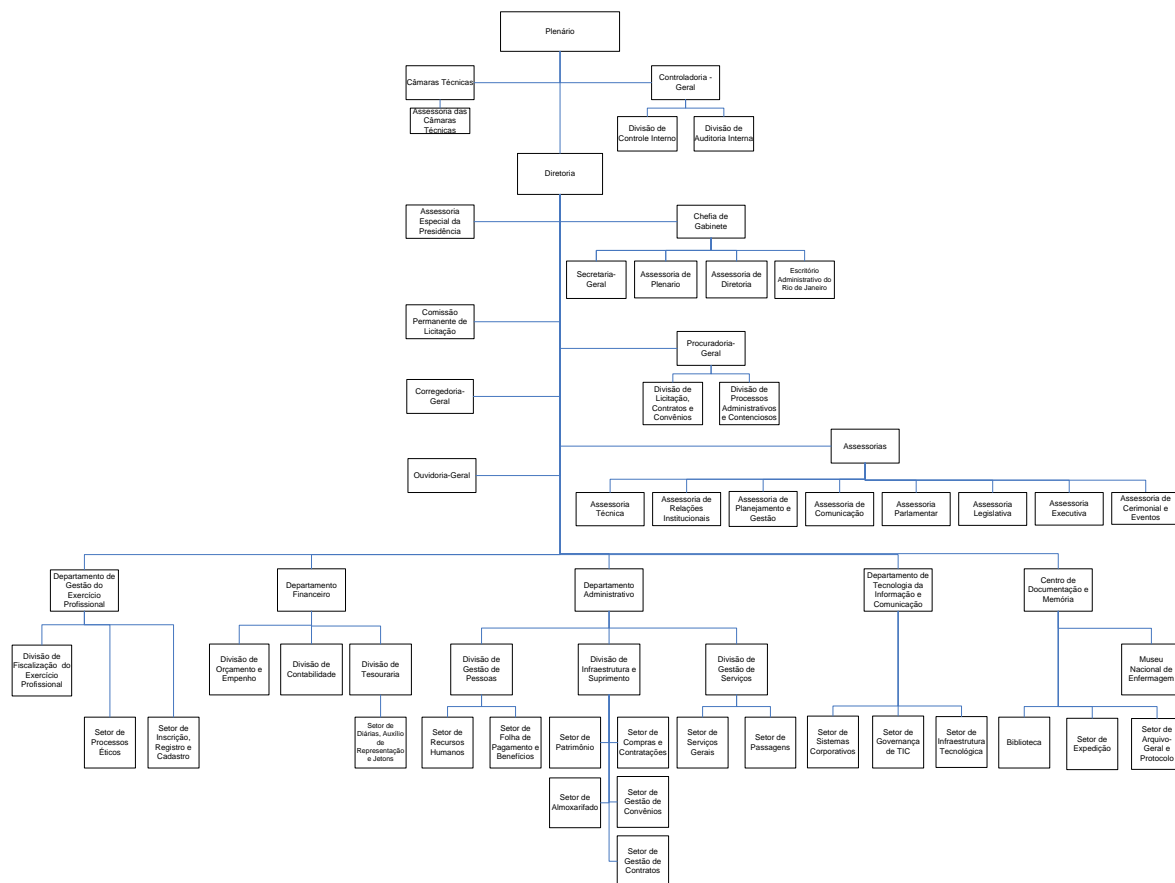 Plenário
Câmaras Técnicas
Controladoria -
Geral
Assessoria das
Câmaras
Técnicas
Divisão de
Controle Interno
Divisão de
Auditoria Interna
Diretoria
Assessoria
Especial da
Presidência
Chefia de
Gabinete
Secretaria-
Geral
Assessoria de
Plenario
Assessoria de
Diretoria
Escritório
Administrativo do
Rio de Janeiro
Comissão
Permanente de
Licitação
Procuradoria-
Geral
Corregedoria-
Geral
Divisão de
Licitação,
Contratos e
Convênios
Divisão de
Processos
Administrativos
e Contenciosos
Assessorias
Ouvidoria-Geral
Assessoria
Técnica
Assessoria de
Relações
Institucionais
Assessoria de
Planejamento e
Gestão
Assessoria de
Comunicação
Assessoria
Parlamentar
Assessoria
Legislativa
Assessoria
Executiva
Assessoria de
Cerimonial e
Eventos
Departamento de
Gestão do
Exercício
Profissional
Departamento
Financeiro
Departamento
Administrativo
Departamento de
Tecnologia da
Informação e
Comunicação
Centro de
Documentação e
Memória
Divisão de
Fiscalização do
Exercício
Profissional
Divisão de
Orçamento e
Empenho
Divisão de
Contabilidade
Divisão de
Tesouraria
Divisão de
Gestão de
Pessoas
Divisão de
Infraestrutura e
Suprimento
Divisão de
Gestão de
Serviços
Museu
Nacional de
Enfermagem
Setor de
Processos
Éticos
Setor de
Inscrição,
Registro e
Cadastro
Setor de
Diárias, Auxílio de
Representação
e Jetons
Setor de
Recursos
Humanos
Setor de
Folha de
Pagamento e
Benefícios
Setor de
Patrimônio
Setor de
Compras e
Contratações
Setor de
Serviços
Gerais
Setor de
Passagens
Setor de
Sistemas
Corporativos
Setor de
Governança
de TIC
Setor de
Infraestrutura
Tecnológica
Biblioteca
Setor de
Expedição
Setor de
Arquivo-
Geral e
Protocolo
Setor de
Almoxarifado
Setor de
Gestão de
Convênios
Setor de
Gestão de
Contratos